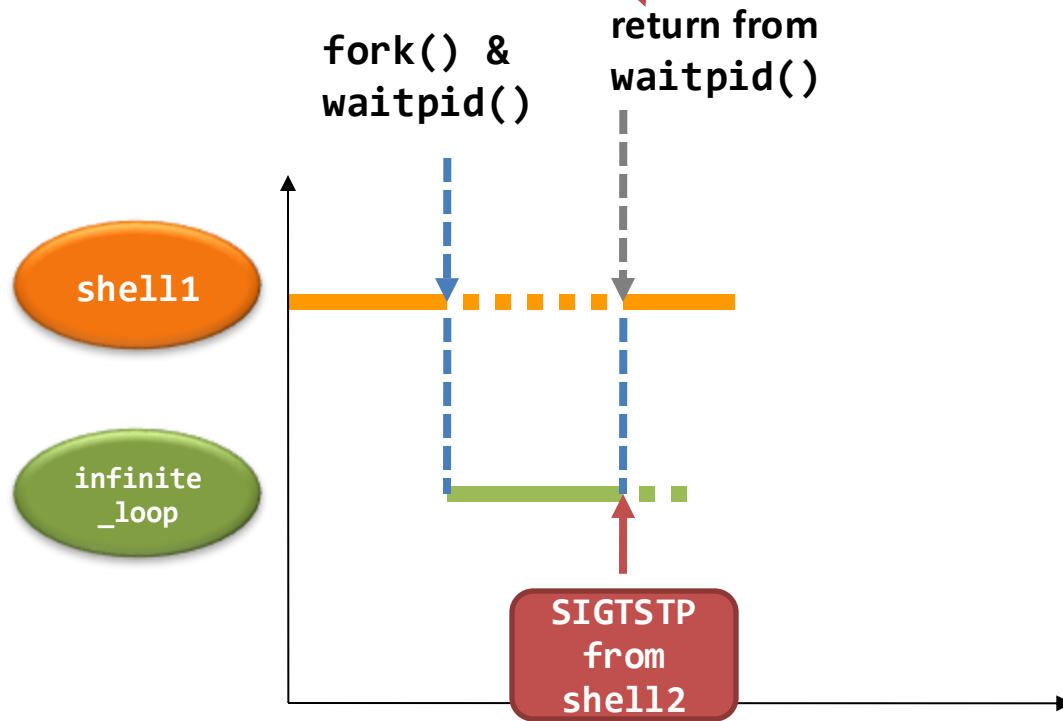 fork() &
waitpid()
return from
waitpid()
shell1
infinite
_loop
SIGTSTP
from
shell2